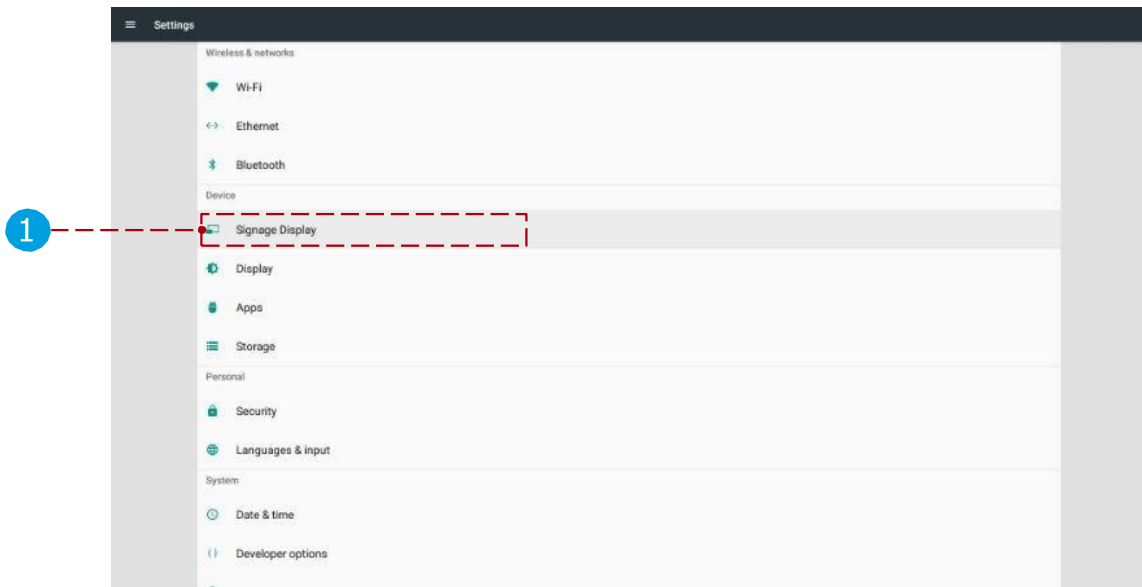 Settings
Wireless & networks
Wi-Fi
Ethernet
Bluetooth
Device
1
Signage Display
Display
Apps
Storage
Personal
Security
Languages & input
System
Date & time
Developer options